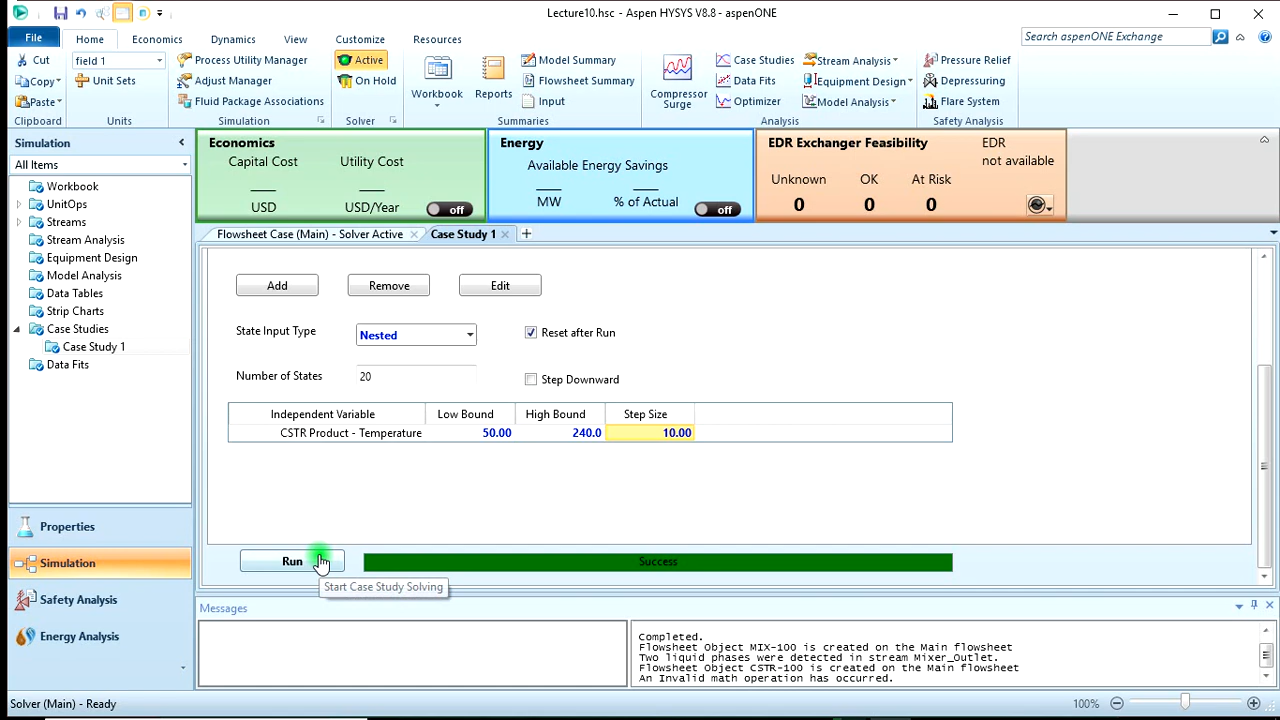 Lecture10.hsc - Aspen HYSYS V8.8 - aspenONE
File Home Economics Dynamics View Customize Resources Search aspenONE Exchange
Cut field 1 Process Utility Manager Active Model Summary Case Studies Stream Analysis Pressure Relief
Copy Unit Sets Adjust Manager On Hold Workbook Reports Flowsheet Summary Compressor Surge Data Fits Equipment Design Depressuring
Paste Fluid Package Associations Input Optimizer Model Analysis Flare System
Clipboard Units Simulation Solver Summaries Analysis Safety Analysis
Simulation
All Items
Workbook
UnitOps
Streams
Stream Analysis
Equipment Design
Model Analysis
Data Tables
Strip Charts
Case Studies
Case Study 1
Data Fits
Properties
Simulation
Safety Analysis
Energy Analysis
Economics
Capital Cost Utility Cost
USD USD/Year off
Energy
Available Energy Savings
MW % of Actual off
EDR Exchanger Feasibility EDR
not available
Unknown OK At Risk
0 0 0
Flowsheet Case (Main) - Solver Active Case Study 1 +
Add Remove Edit
State Input Type Nested Reset after Run
Number of States 20 Step Downward
Independent Variable Low Bound High Bound Step Size
CSTR Product - Temperature 50.00 240.0 10.00
Run Success
Start Case Study Solving
Messages
Completed.
Flowsheet Object MIX-100 is created on the Main flowsheet
Two liquid phases were detected in stream Mixer_Outlet.
Flowsheet Object CSTR-100 is created on the Main flowsheet
An Invalid math operation has occurred.
Solver (Main) - Ready 100%